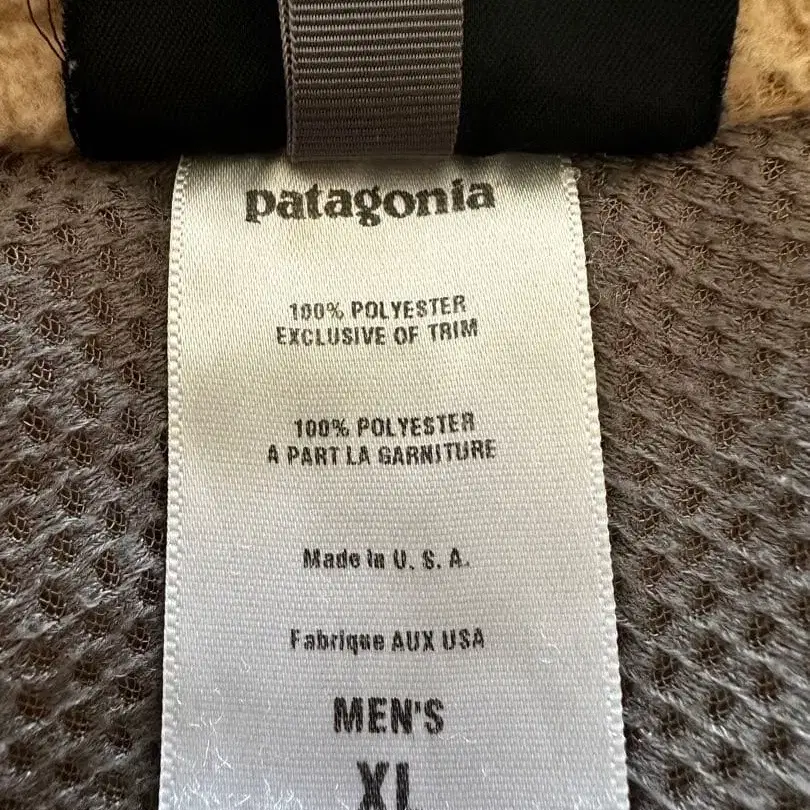 patagonia
100% POLYESTER
EXCLUSIVE OF TRIM
100% POLYESTER
A PART LA GARNITURE
Made in U. S. A.
Fabrique AUX USA
MEN'S
XL